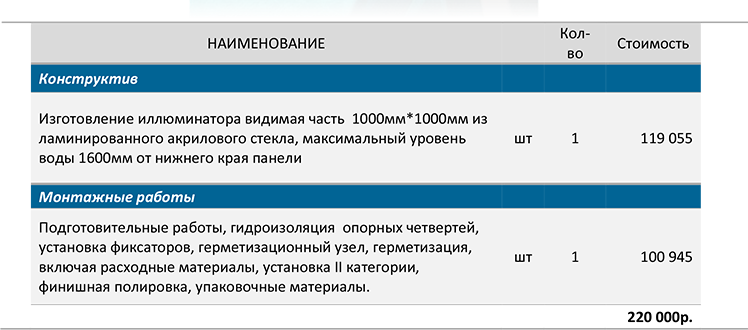 НАИМЕНОВАНИЕ Кол-во Стоимость
Конструктив
Изготовление иллюминатора видимая часть 1000мм*1000мм из
ламинированного акрилового стекла, максимальный уровень шт 1 119 055
воды 1600мм от нижнего края панели
Монтажные работы
Подготовительные работы, гидроизоляция опорных четвертей,
установка фиксаторов, герметизационный узел, герметизация,
включая расходные материалы, установка II категории, шт 1 100 945
финишная полировка, упаковочные материалы.
220 000р.